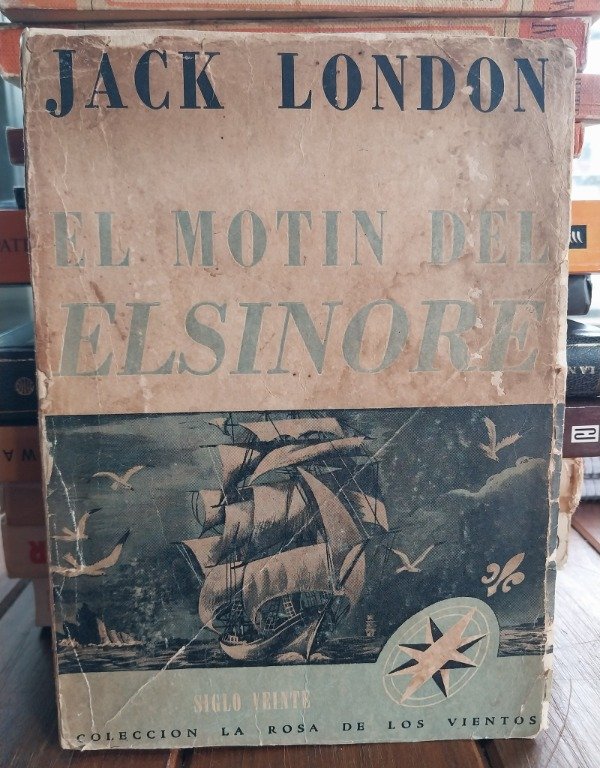 JACK LONDON
EL MOTIN DEL
ELSINORE
SIGLO VEINTE
COLECCION LA ROSA DE LOS VIENTOS